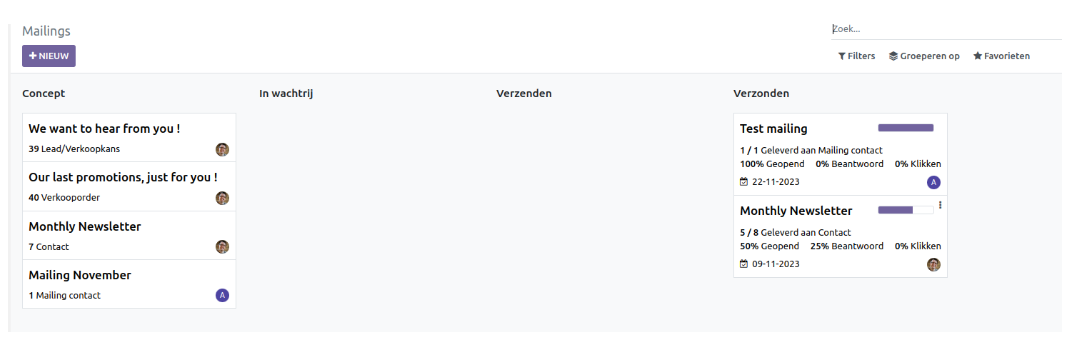 Mailings
Zoek...
+ NIEUW
Filters Groeperen op Favorieten
Concept In wachtrij Verzenden Verzonden
We want to hear from you !
39 Lead/Verkoopkans
Our last promotions, just for you !
40 Verkooporder
Monthly Newsletter
7 Contact
Mailing November
1 Mailing contact
A
Test mailing
1 / 1 Geleverd aan Mailing contact
100% Geopend 0% Beantwoord 0% Klikken
22-11-2023
A
Monthly Newsletter
5 / 8 Geleverd aan Contact
50% Geopend 25% Beantwoord 0% Klikken
09-11-2023